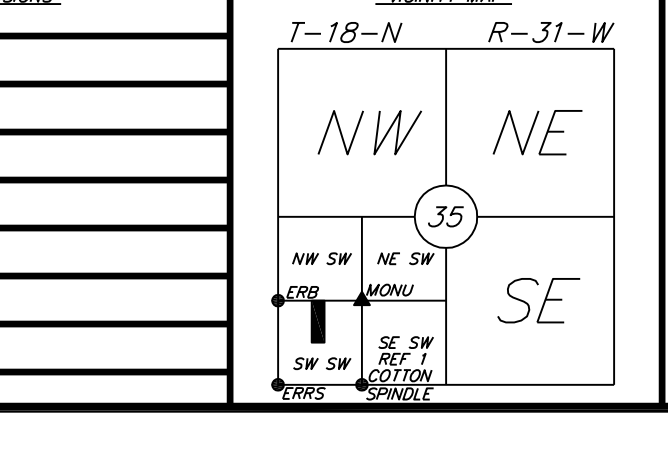 T-18-N R-31-W
NW NE
35
NW SW NE SW
ERB MONU
SE
SE SW
REF 1
SW SW
COTTON
ERRS SPINDLE